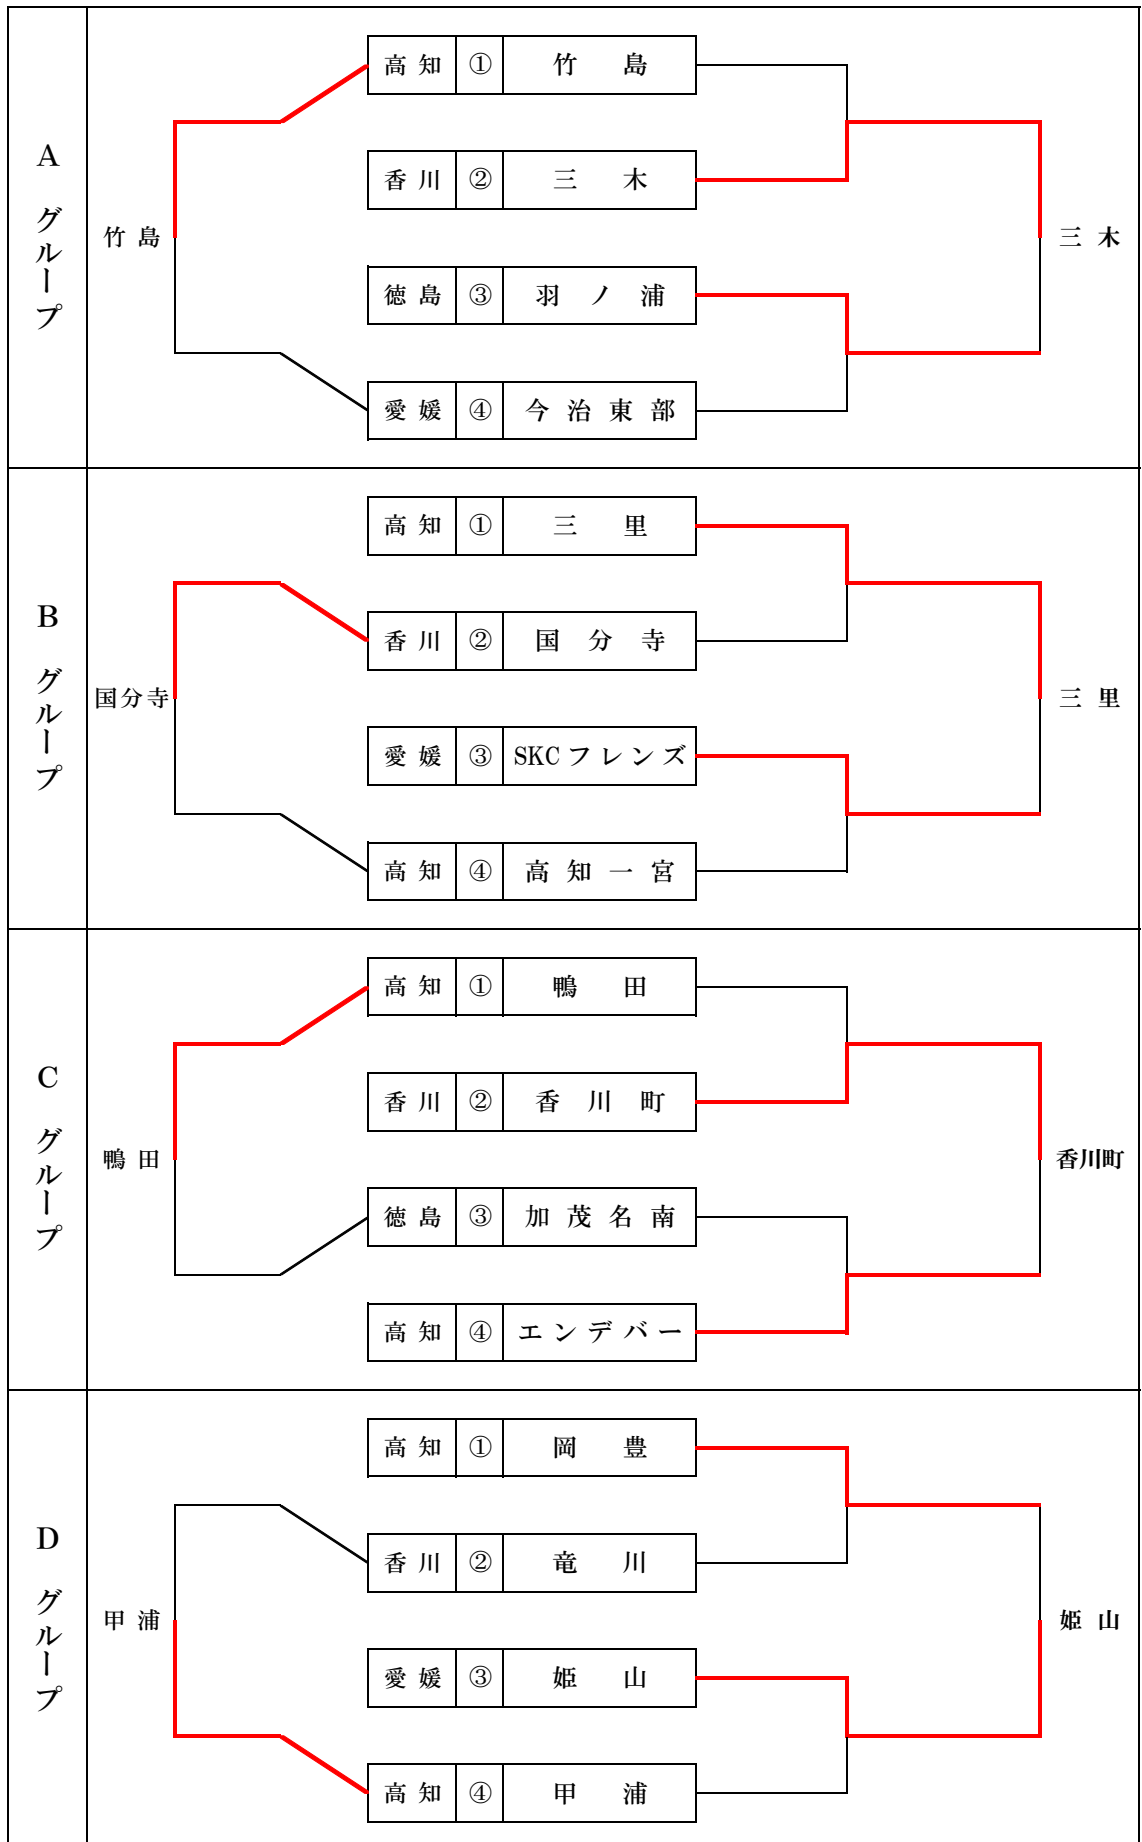 A グループ
高知 ① 竹島
香川 ② 三木
竹島
三木
徳島 ③ 羽ノ浦
愛媛 ④ 今治東部
B グループ
高知 ① 三里
香川 ② 国分寺
国分寺
三里
愛媛 ③ SKCフレンズ
高知 ④ 高知一宮
C グループ
高知 ① 鴨田
香川 ② 香川町
鴨田
香川町
徳島 ③ 加茂名南
高知 ④ エンデバー
D グループ
高知 ① 岡豊
香川 ② 竜川
甲浦
姫山
愛媛 ③ 姫山
高知 ④ 甲浦